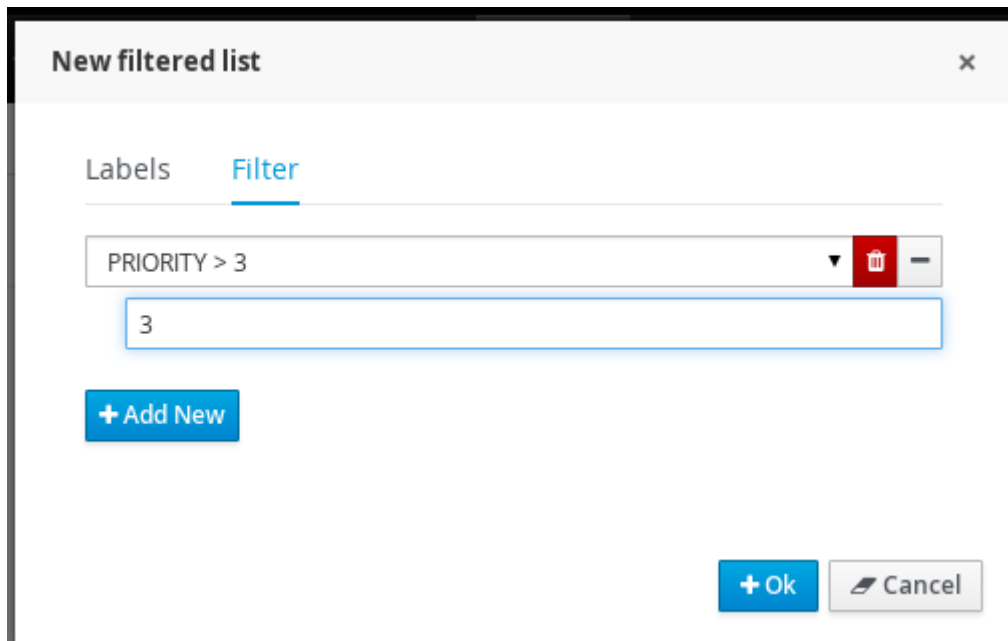 New filtered list ×
Labels Filter
PRIORITY > 3
3
+ Add New
+ Ok Cancel